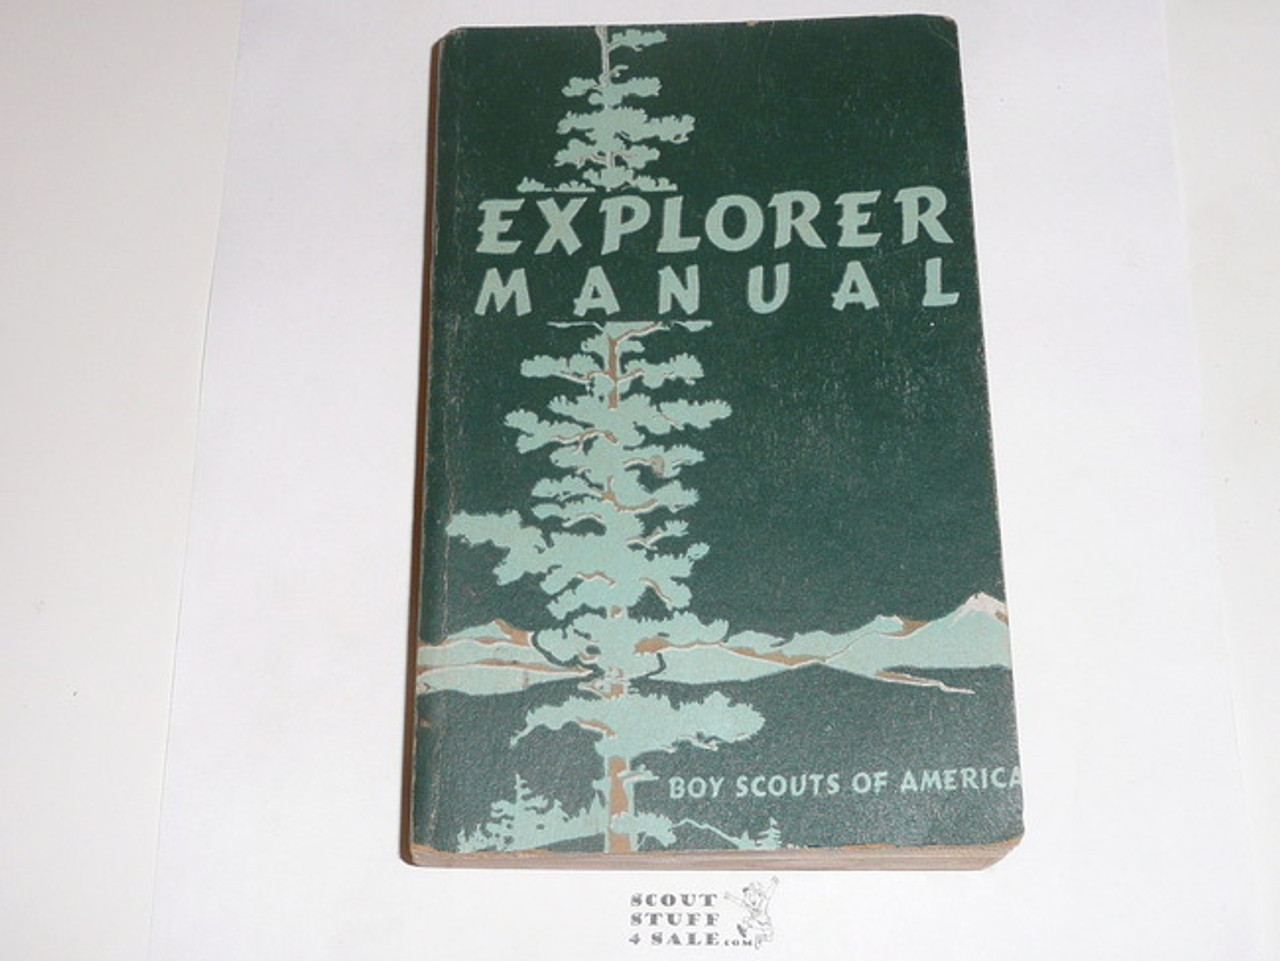 EXPLORER
MANUAL
BOY SCOUTS OF AMERICA
SCOUT
STUFF
4 SALE.COM